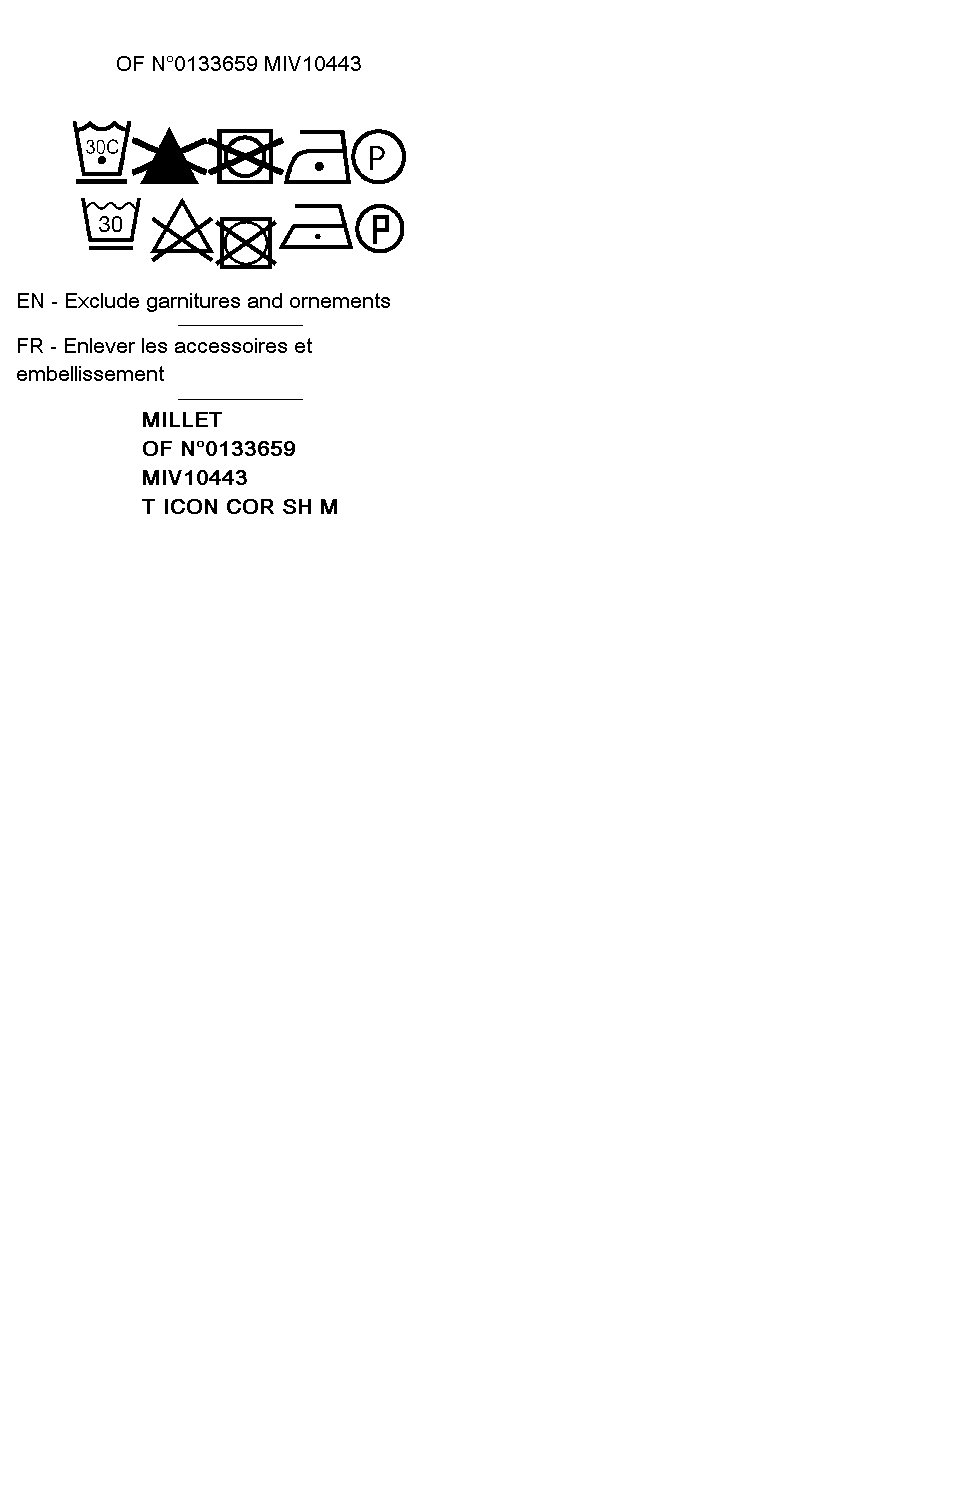 OF N°0133659 MIV10443
30C P
30 P
EN - Exclude garnitures and ornements
FR - Enlever les accessoires et
embellissement
MILLET
OF N°0133659
MIV10443
T ICON COR SH M